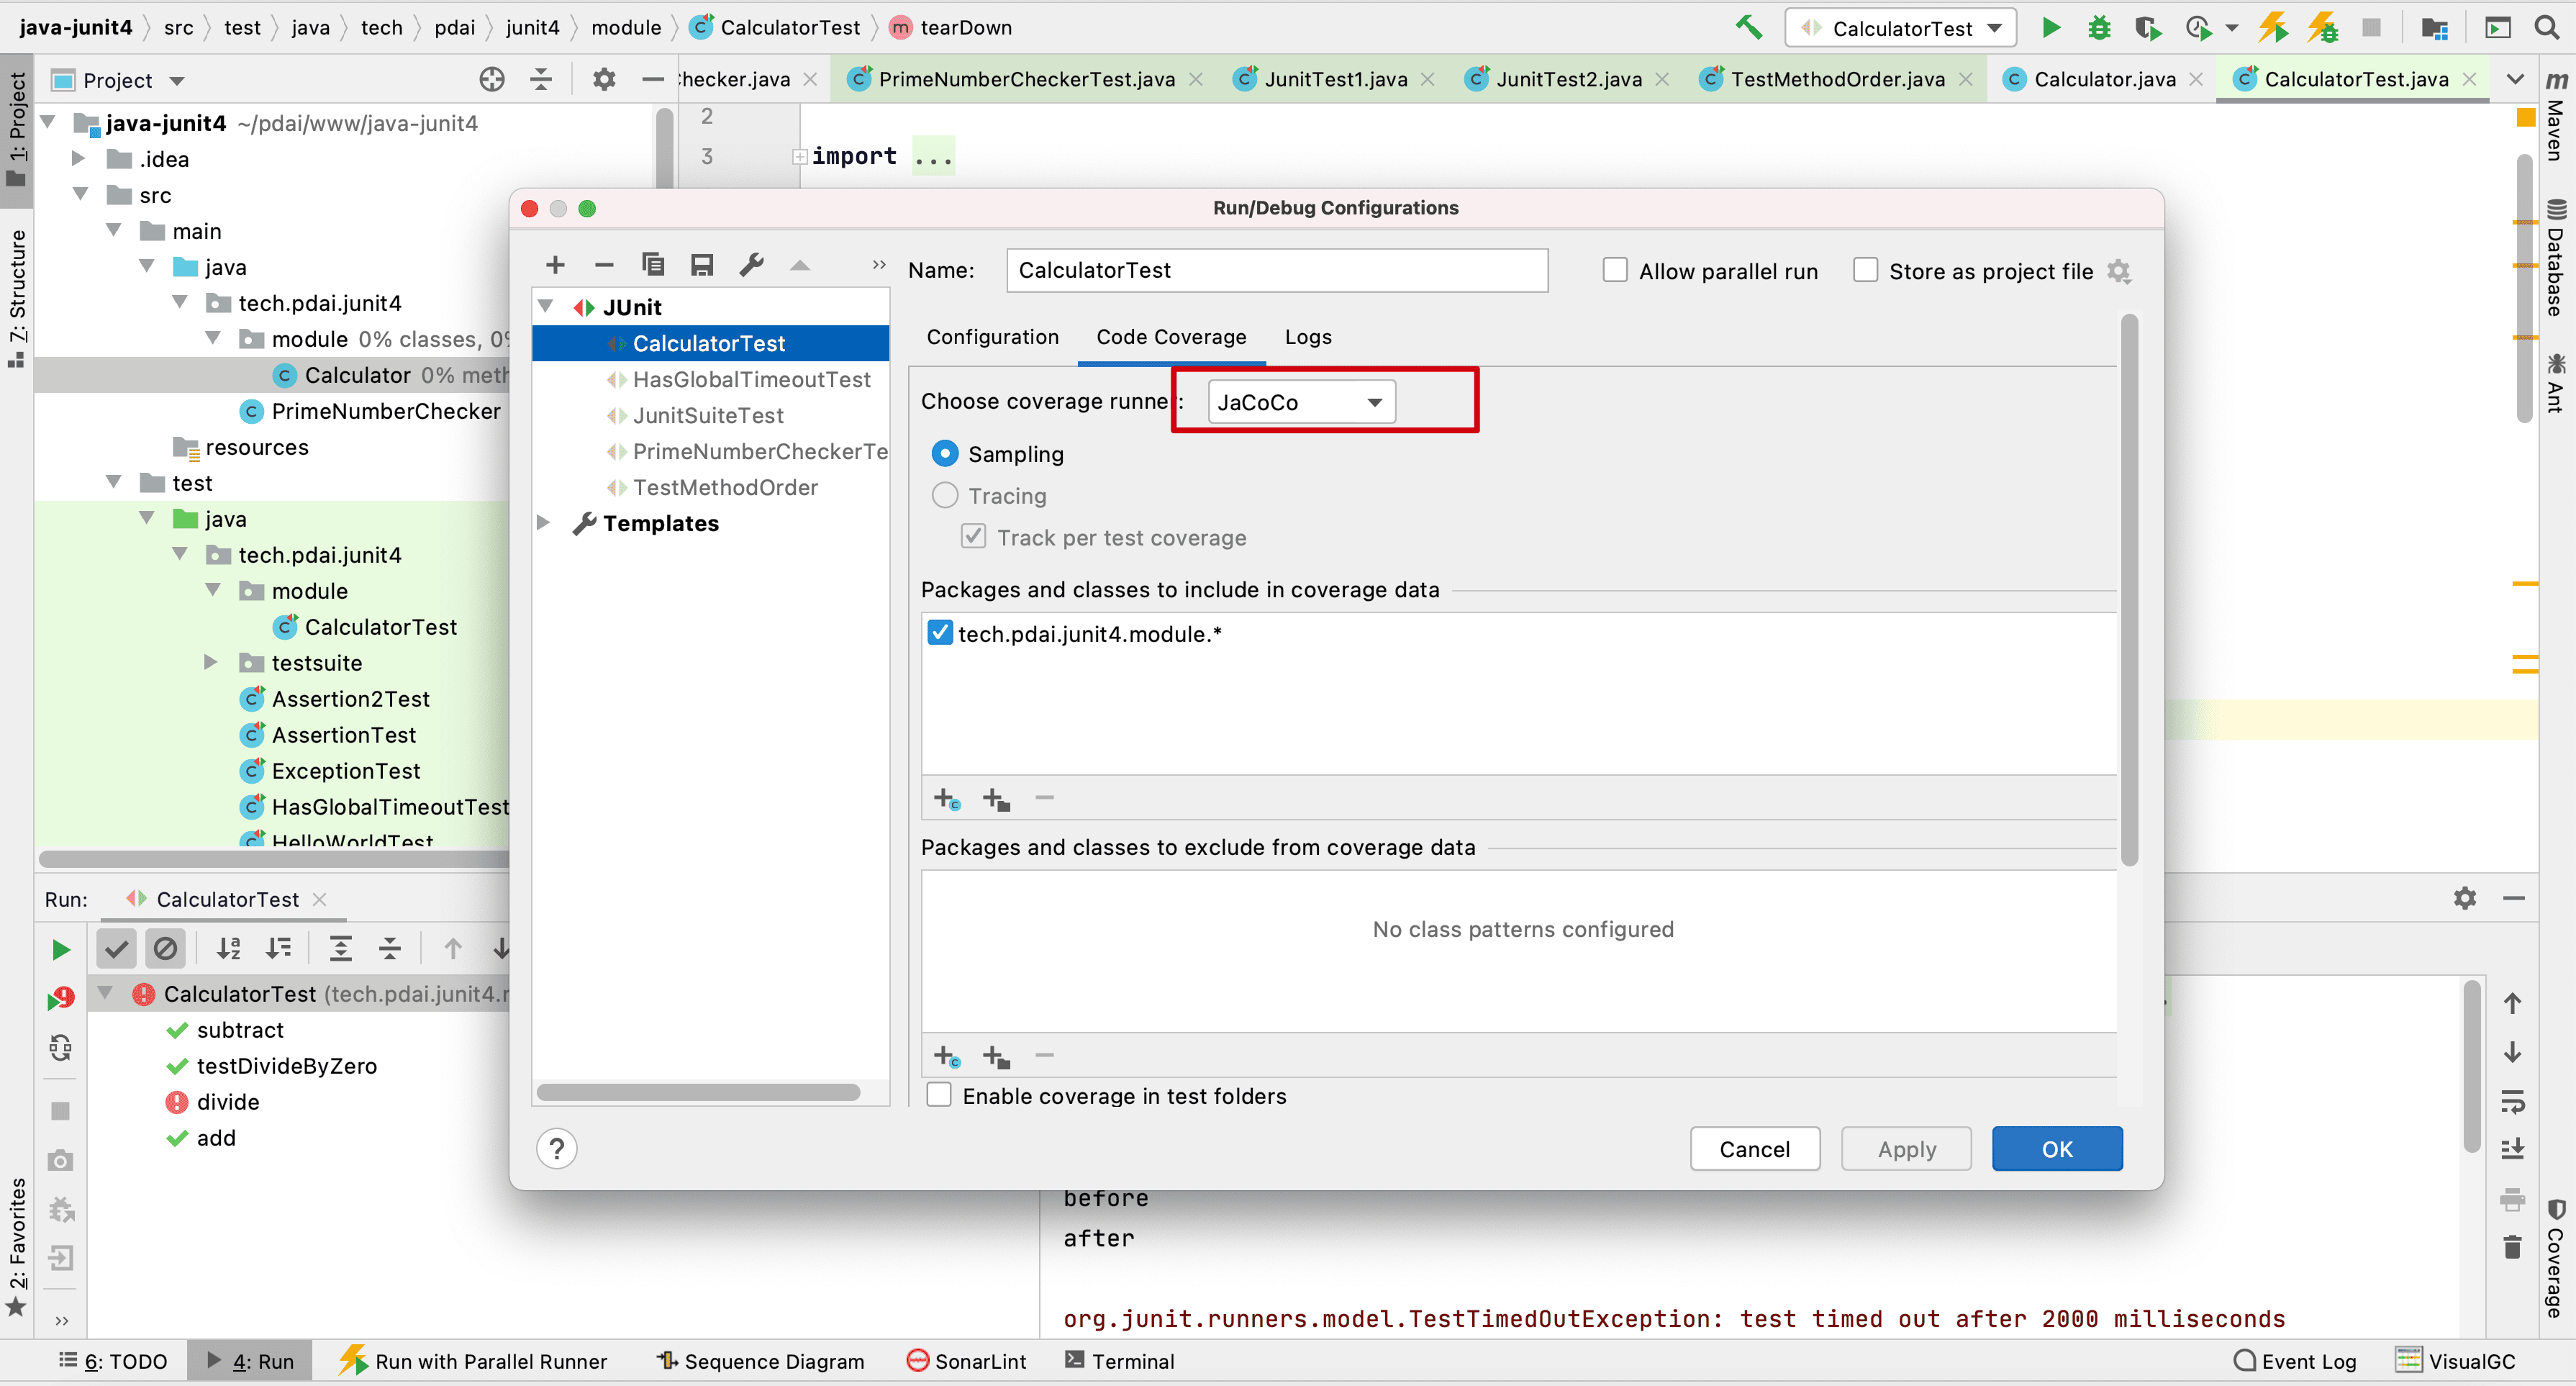 java-junit4 src test java tech pdai junit4 module CalculatorTest m tearDown
CalculatorTest
Project
Checker.java PrimeNumberCheckerTest.java JunitTest1.java JunitTest2.java TestMethodOrder.java Calculator.java CalculatorTest.java
1: Project
Z: Structure
2: Favorites
java-junit4 ~/pdai/www/java-junit4
.idea
src
main
java
tech.pdai.junit4
module 0% classes, 0%
Calculator 0% meth
PrimeNumberChecker
resources
test
java
tech.pdai.junit4
module
CalculatorTest
testsuite
Assertion2Test
AssertionTest
ExceptionTest
HasGlobalTimeoutTest
HelloWorldTest
2
3 import ...
m Maven
Database
Ant
Coverage
Run/Debug Configurations
JUnit
CalculatorTest
HasGlobalTimeoutTest
JunitSuiteTest
PrimeNumberCheckerTe
TestMethodOrder
Templates
Name: CalculatorTest Allow parallel run Store as project file
Configuration Code Coverage Logs
Choose coverage runner: JaCoCo
Sampling
Tracing
Track per test coverage
Packages and classes to include in coverage data
tech.pdai.junit4.module.*
Packages and classes to exclude from coverage data
No class patterns configured
Enable coverage in test folders
? Cancel Apply OK
Run: CalculatorTest
CalculatorTest (tech.pdai.junit4.
subtract
testDivideByZero
divide
add
before
after
org.junit.runners.model.TestTimedOutException: test timed out after 2000 milliseconds
6: TODO 4: Run Run with Parallel Runner Sequence Diagram SonarLint Terminal Event Log VisualGC